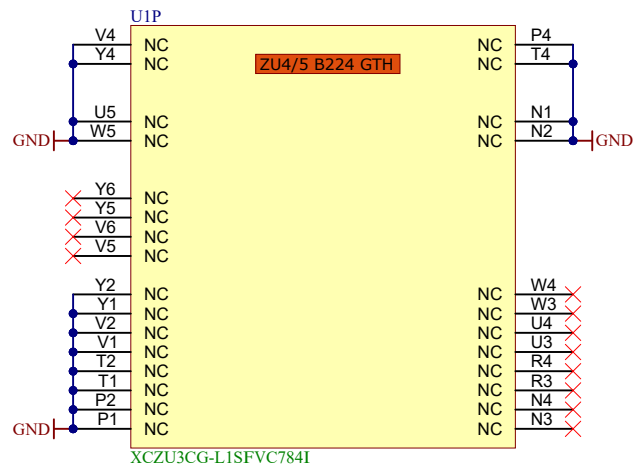 U1P
ZU4/5 B224 GTH
V4 NC NC P4
Y4 NC NC T4
U5 NC NC N1
GND W5 NC NC N2 GND
Y6 NC
Y5 NC
V6 NC
V5 NC
Y2 NC NC W4
Y1 NC NC W3
V2 NC NC U4
V1 NC NC U3
T2 NC NC R4
T1 NC NC R3
P2 NC NC N4
GND P1 NC NC N3
XCZU3CG-L1SFVC784I